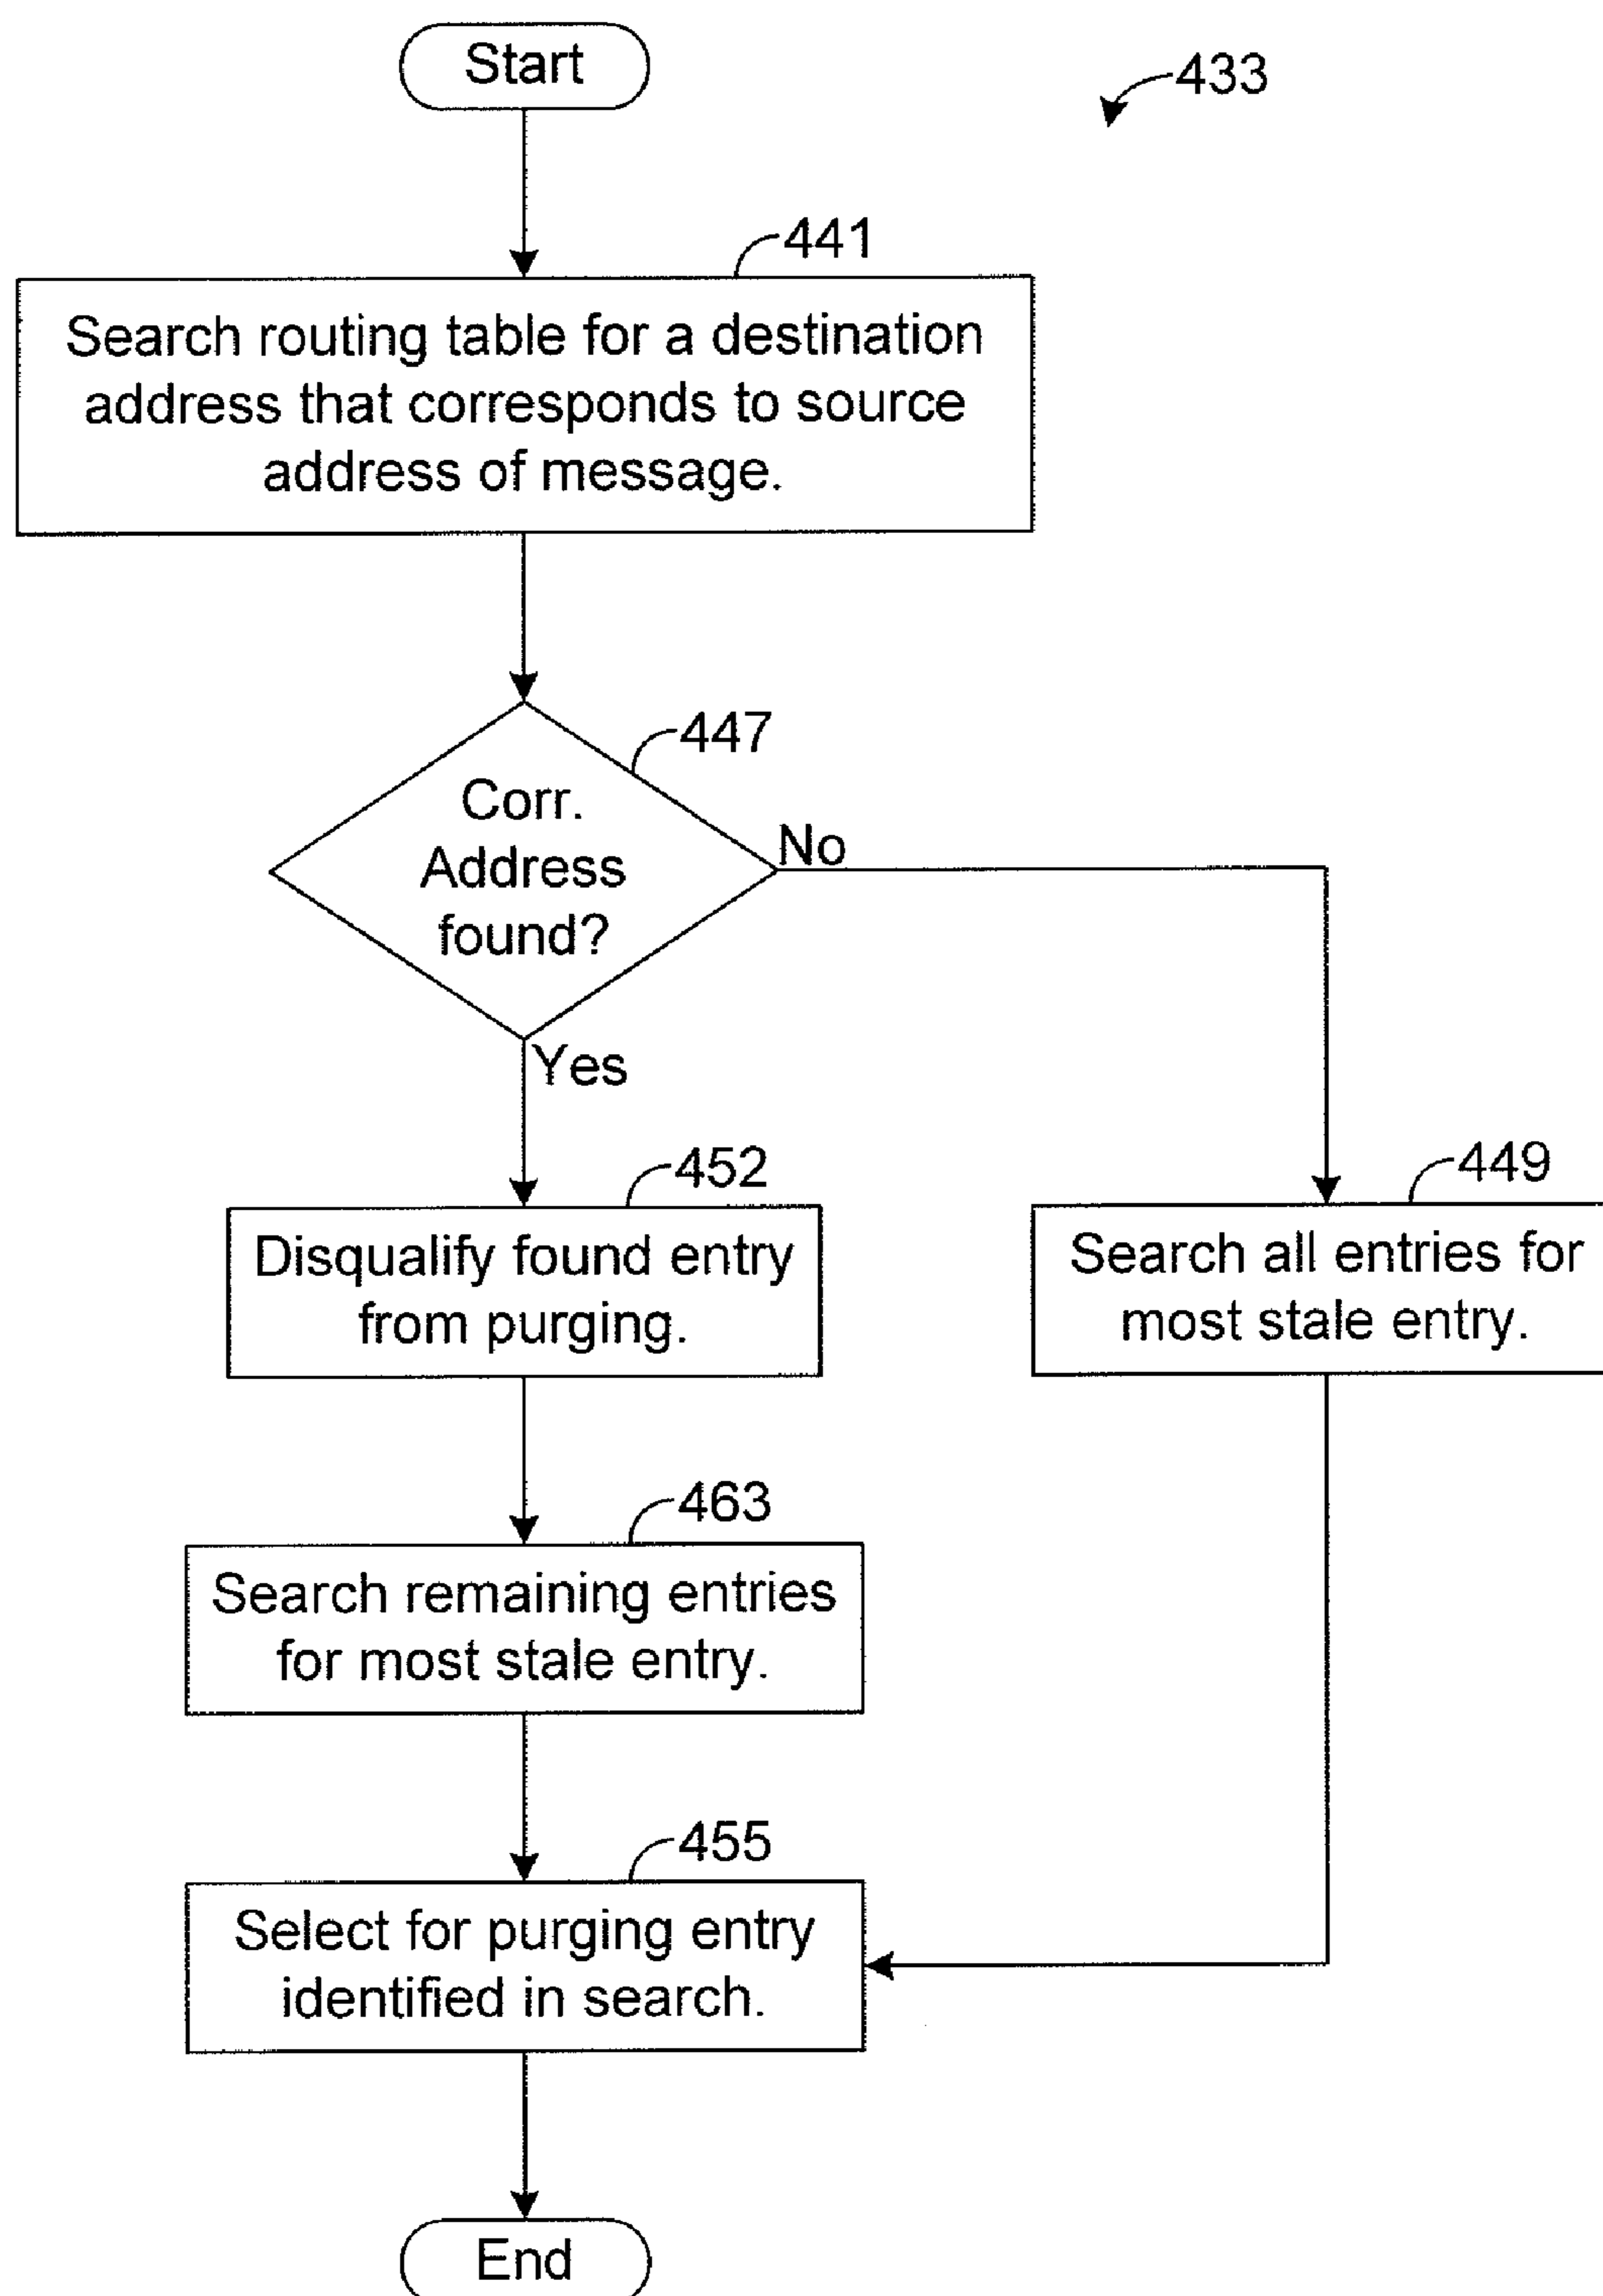 Start
433
441
Search routing table for a destination
address that corresponds to source
address of message.
447
Corr.
Address
found?
No
Yes
452
Disqualify found entry
from purging.
449
Search all entries for
most stale entry.
463
Search remaining entries
for most stale entry.
455
Select for purging entry
identified in search.
End